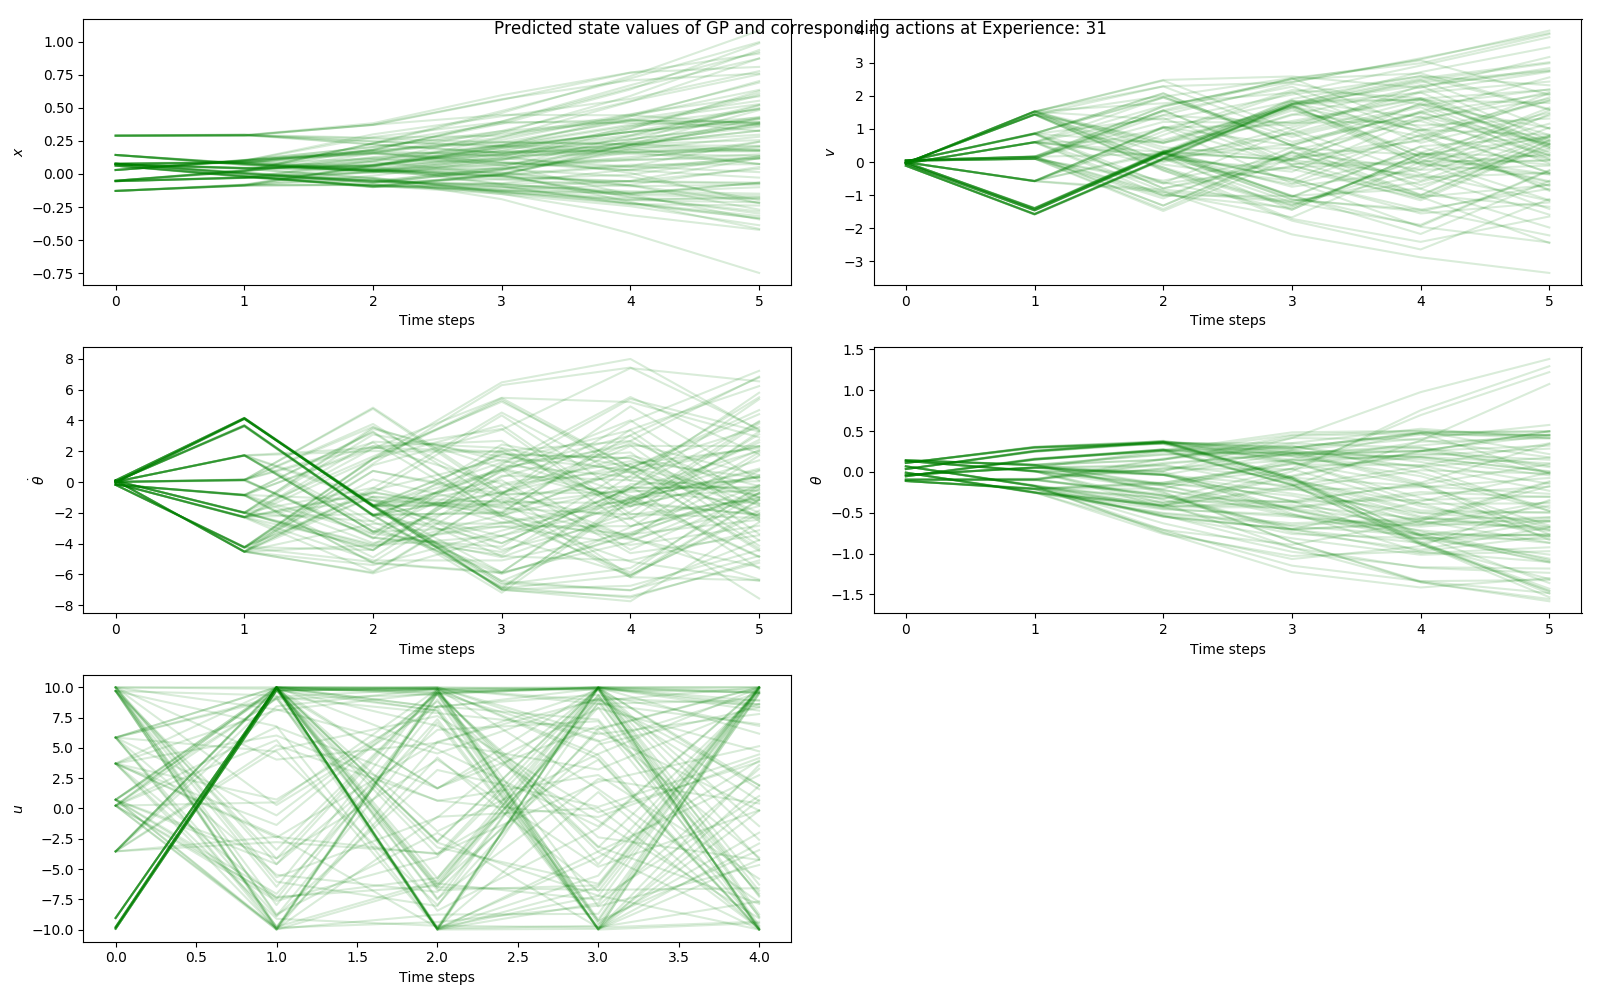 Predicted state values of GP and corresponding actions at Experience: 31
1.00
0.75
0.50
0.25
0.00
−0.25
−0.50
−0.75
x
0 1 2 3 4 5
Time steps
4
3
2
1
0
−1
−2
−3
v
0 1 2 3 4 5
Time steps
8
6
4
2
0
−2
−4
−6
−8
θ̇
0 1 2 3 4 5
Time steps
1.5
1.0
0.5
0.0
−0.5
−1.0
−1.5
θ
0 1 2 3 4 5
Time steps
10.0
7.5
5.0
2.5
0.0
−2.5
−5.0
−7.5
−10.0
u
0.0 0.5 1.0 1.5 2.0 2.5 3.0 3.5 4.0
Time steps